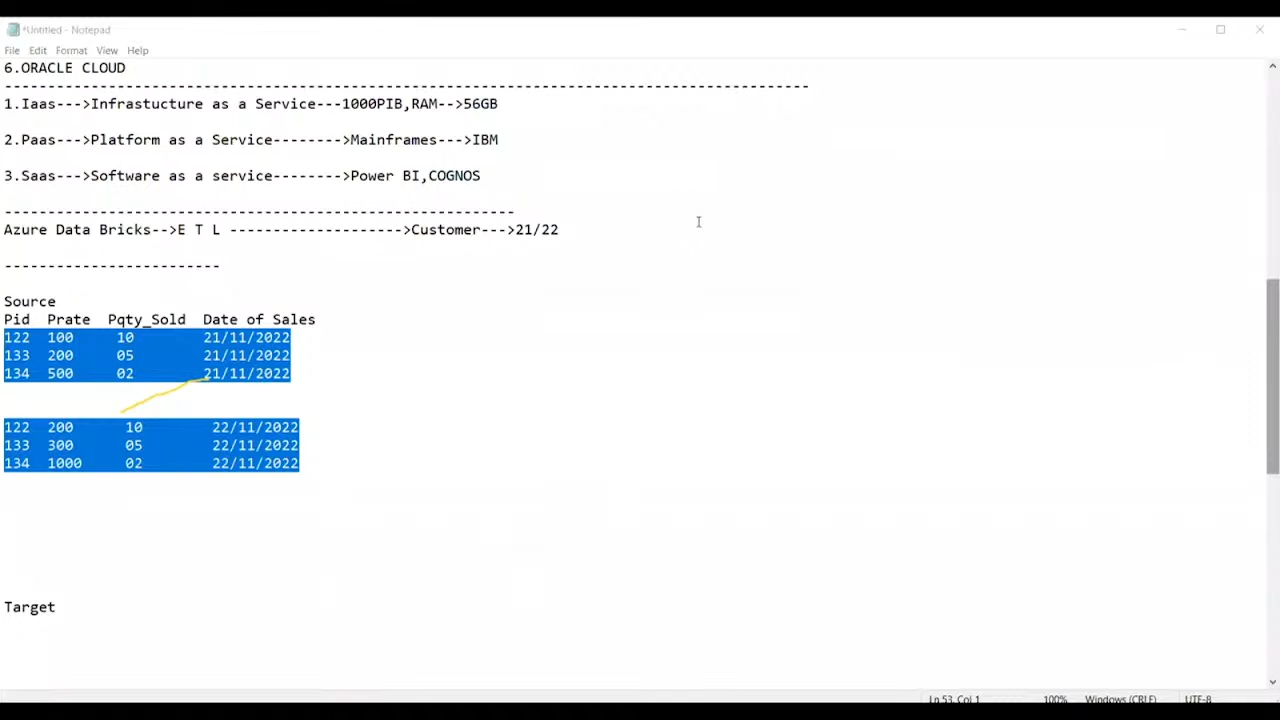 *Untitled - Notepad
File Edit Format View Help
6.ORACLE CLOUD
--------------------------------------------------------------------------------------------
1.Iaas--->Infrastucture as a Service---1000PIB,RAM-->56GB
2.Paas--->Platform as a Service-------->Mainframes--->IBM
3.Saas--->Software as a service-------->Power BI,COGNOS
-----------------------------------------------------------
Azure Data Bricks-->E T L -------------------->Customer--->21/22
-------------------------
Source
Pid Prate Pqty_Sold Date of Sales
122 100 10 21/11/2022
133 200 05 21/11/2022
134 500 02 21/11/2022
122 200 10 22/11/2022
133 300 05 22/11/2022
134 1000 02 22/11/2022
Target
Ln 53, Col 1 100% Windows (CRLF) UTF-8